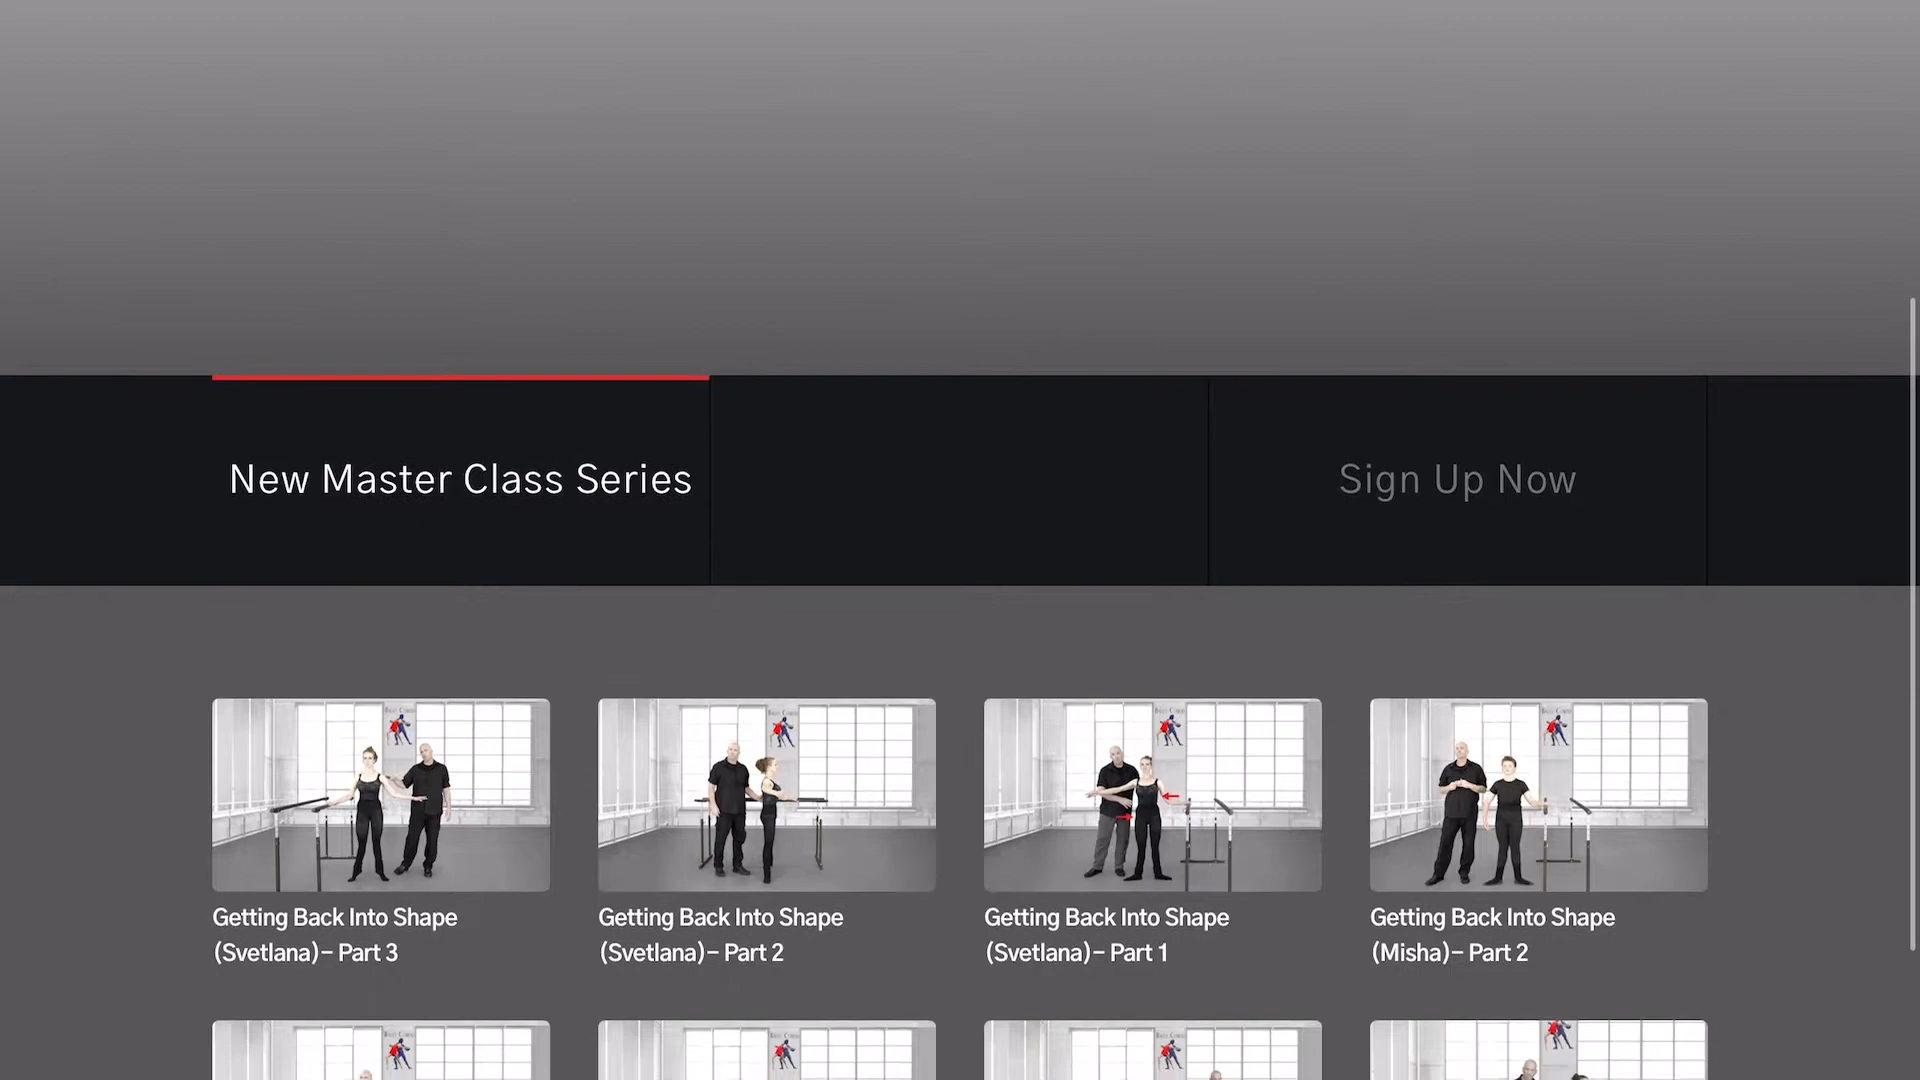 New Master Class Series
Sign Up Now
Getting Back Into Shape
(Svetlana)– Part 3
Getting Back Into Shape
(Svetlana)– Part 2
Getting Back Into Shape
(Svetlana)– Part 1
Getting Back Into Shape
(Misha)– Part 2